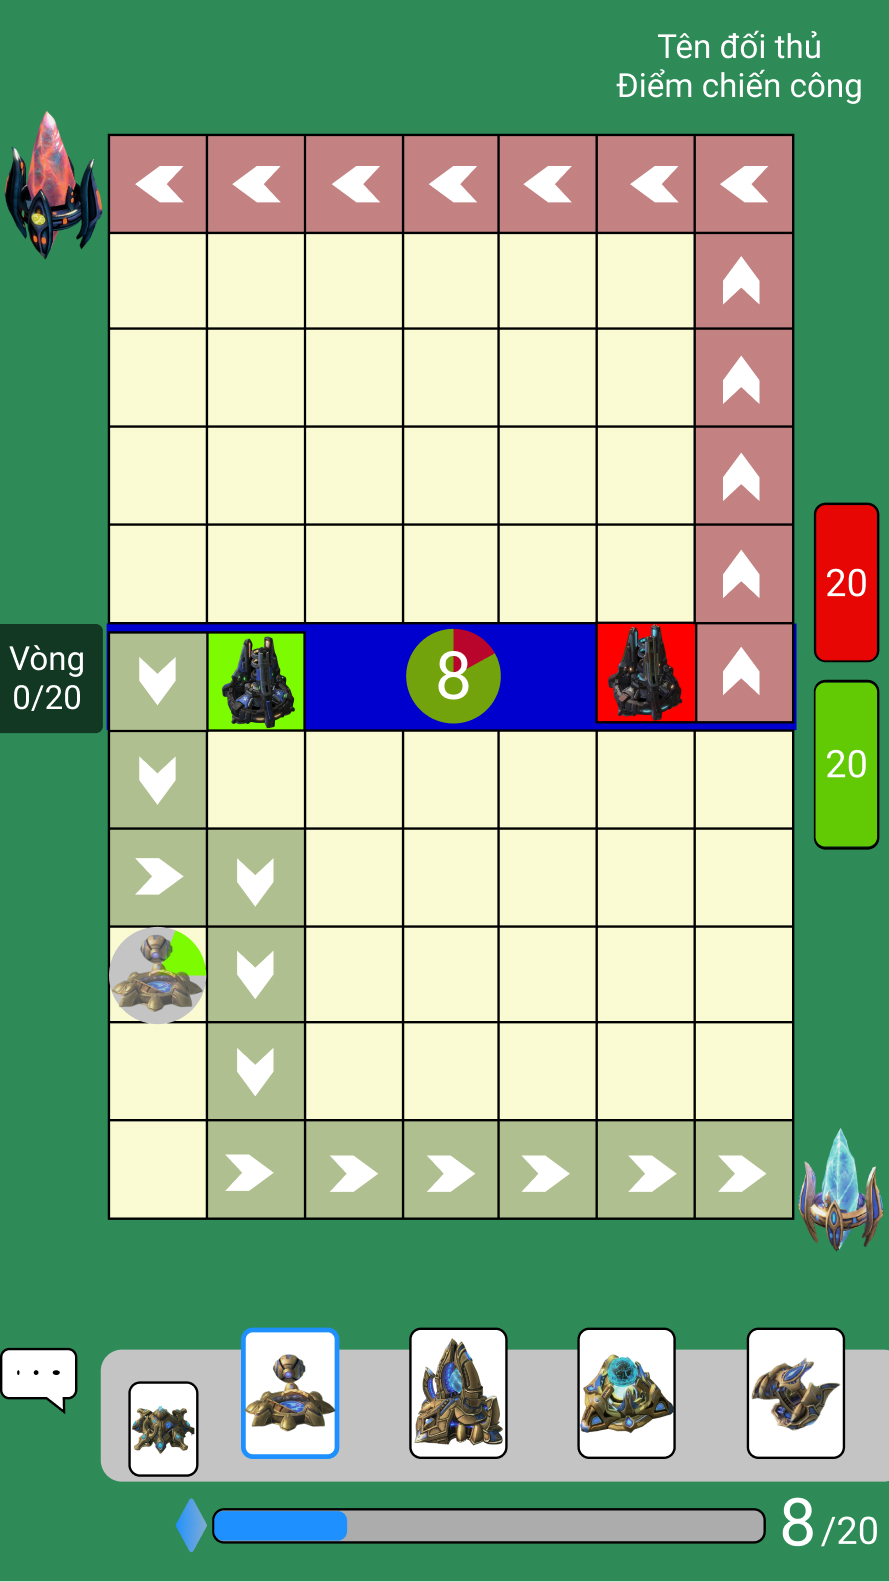 Tên đối thủ
Điểm chiến công
20
Vòng
0/20
8
20
8/20